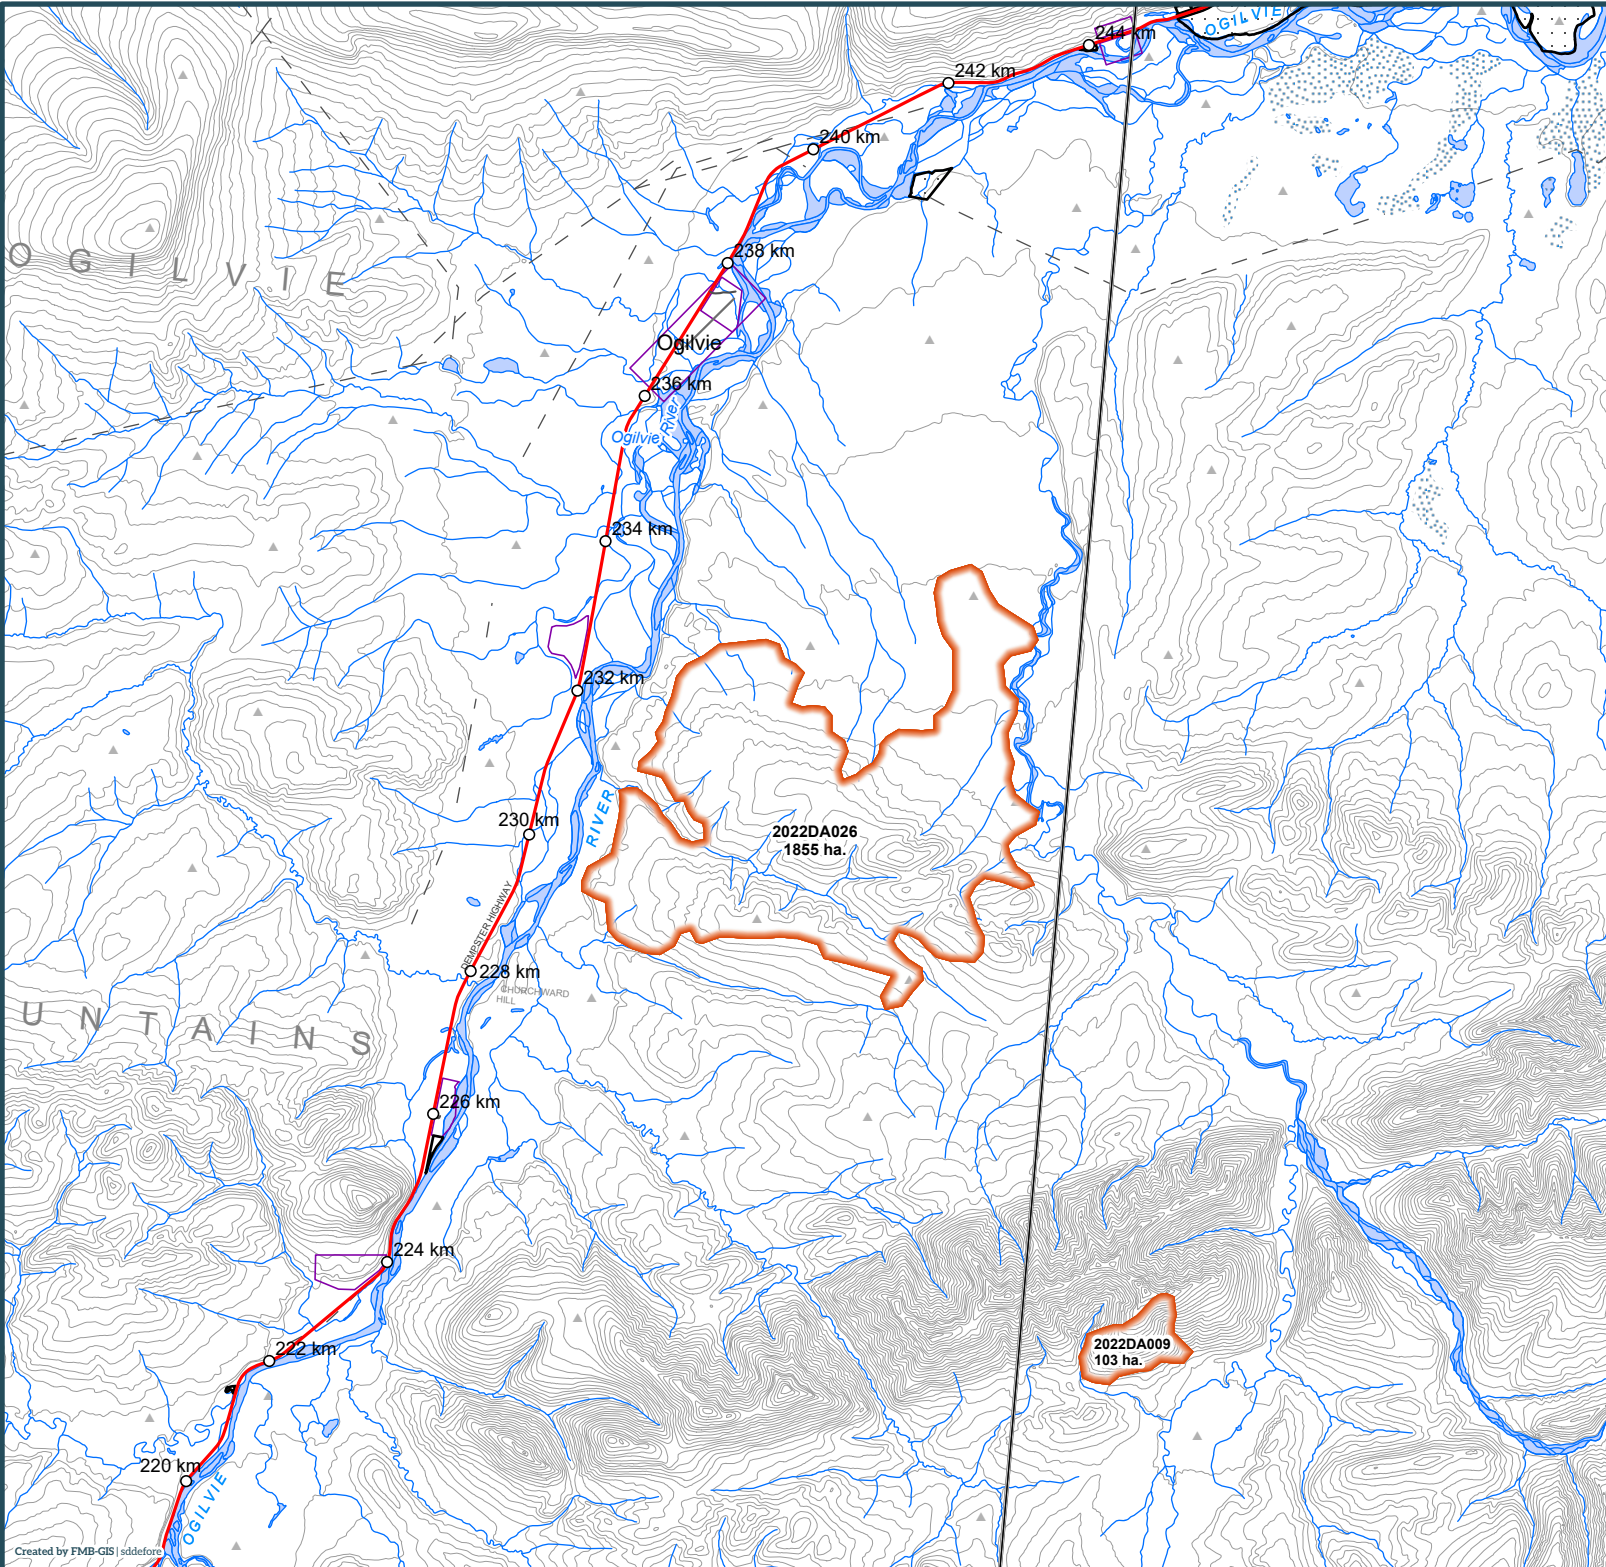 OGILVIE
244 km
242 km
240 km
238 km
OGILVIE
Ogilvie
236 km
Ogilvie River
234 km
232 km
RIVER
230 km
2022DA026
1855 ha.
DEMPSTER HIGHWAY
228 km
CHURCHWARD
HILL
UNTAINS
226 km
224 km
222 km
2022DA009
103 ha.
220 km
OGILVIE
Created by FMB-GIS | sddefore